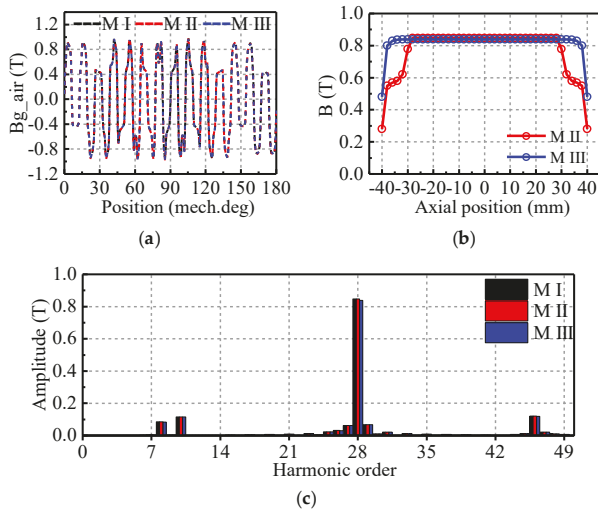 M I M II M III
1.2
0.8
0.4
0.0
-0.4
-0.8
-1.2
Bg_air (T)
0 30 60 90 120 150 180
Position (mech.deg)
(a)
1.0
0.8
0.6
0.4
0.2
0.0
B (T)
M II
M III
-40 -30 -20 -10 0 10 20 30 40
Axial position (mm)
(b)
1.0
0.8
0.6
0.4
0.2
0.0
Amplitude (T)
M I
M II
M III
0 7 14 21 28 35 42 49
Harmonic order
(c)